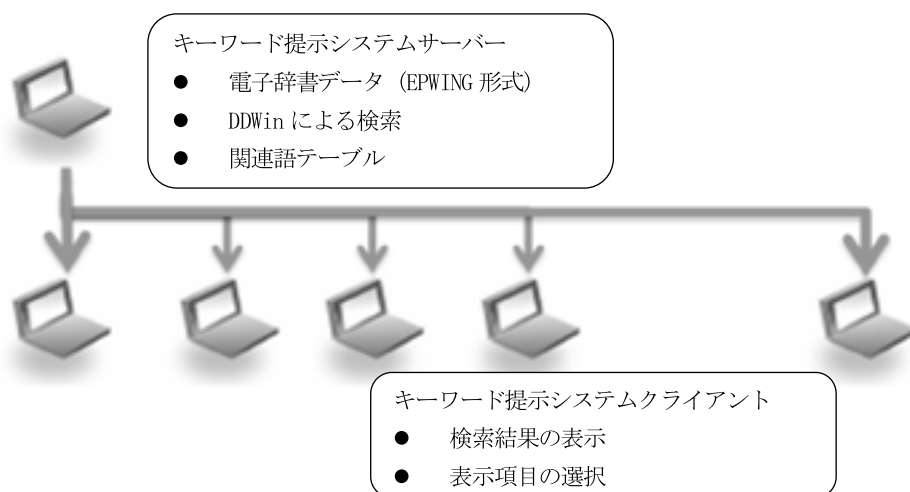 キーワード提示システムサーバー
● 電子辞書データ (EPWING 形式)
● DDWin による検索
● 関連語テーブル
キーワード提示システムクライアント
● 検索結果の表示
● 表示項目の選択